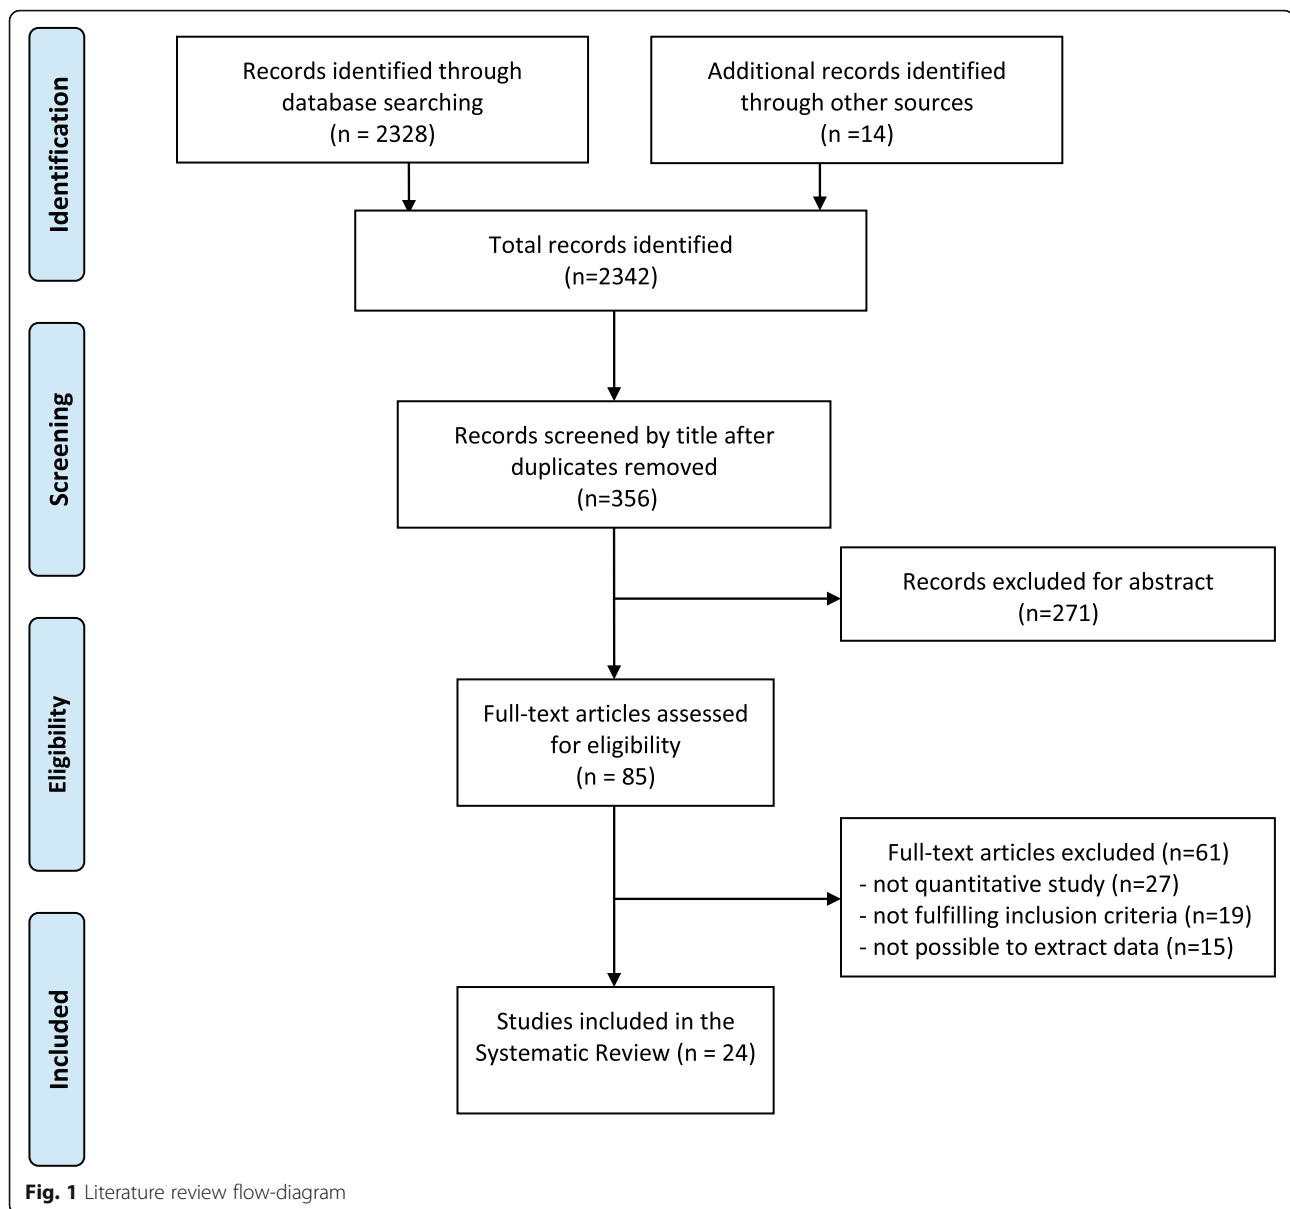 Identification
Records identified through
database searching
(n = 2328)
Additional records identified
through other sources
(n =14)
Total records identified
(n=2342)
Screening
Records screened by title after
duplicates removed
(n=356)
Records excluded for abstract
(n=271)
Eligibility
Full-text articles assessed
for eligibility
(n = 85)
Full-text articles excluded (n=61)
- not quantitative study (n=27)
- not fulfilling inclusion criteria (n=19)
- not possible to extract data (n=15)
Included
Studies included in the
Systematic Review (n = 24)
Fig. 1 Literature review flow-diagram